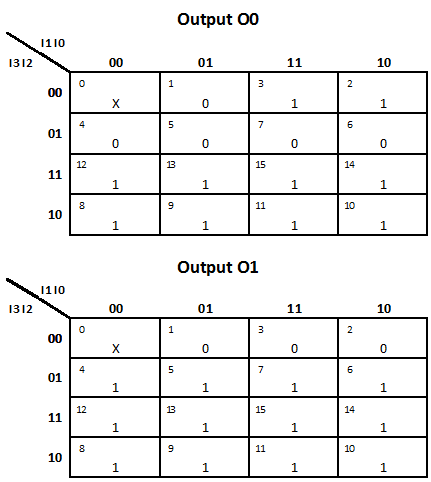 Output O0
I1I0
I3I2
00 01 11 10
00 0 X 1 0 3 1 2 1
01 4 0 5 0 7 0 6 0
11 12 1 13 1 15 1 14 1
10 8 1 9 1 11 1 10 1
Output O1
I1I0
I3I2
00 01 11 10
00 0 X 1 0 3 0 2 0
01 4 1 5 1 7 1 6 1
11 12 1 13 1 15 1 14 1
10 8 1 9 1 11 1 10 1